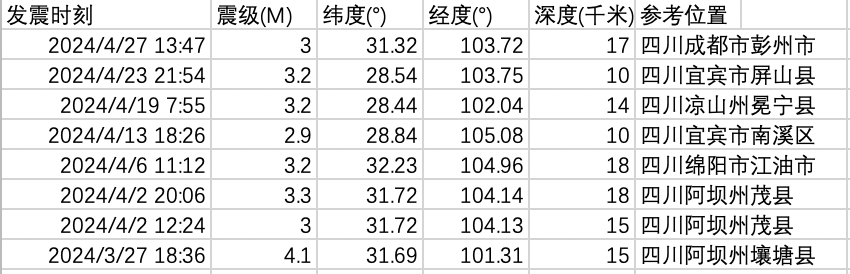 发震时刻 震级(M) 纬度(°) 经度(°) 深度(千米) 参考位置
2024/4/27 13:47 3 31.32 103.72 17 四川成都市彭州市
2024/4/23 21:54 3.2 28.54 103.75 10 四川宜宾市屏山县
2024/4/19 7:55 3.2 28.44 102.04 14 四川凉山州冕宁县
2024/4/13 18:26 2.9 28.84 105.08 10 四川宜宾市南溪区
2024/4/6 11:12 3.2 32.23 104.96 18 四川绵阳市江油市
2024/4/2 20:06 3.3 31.72 104.14 18 四川阿坝州茂县
2024/4/2 12:24 3 31.72 104.13 15 四川阿坝州茂县
2024/3/27 18:36 4.1 31.69 101.31 15 四川阿坝州壤塘县